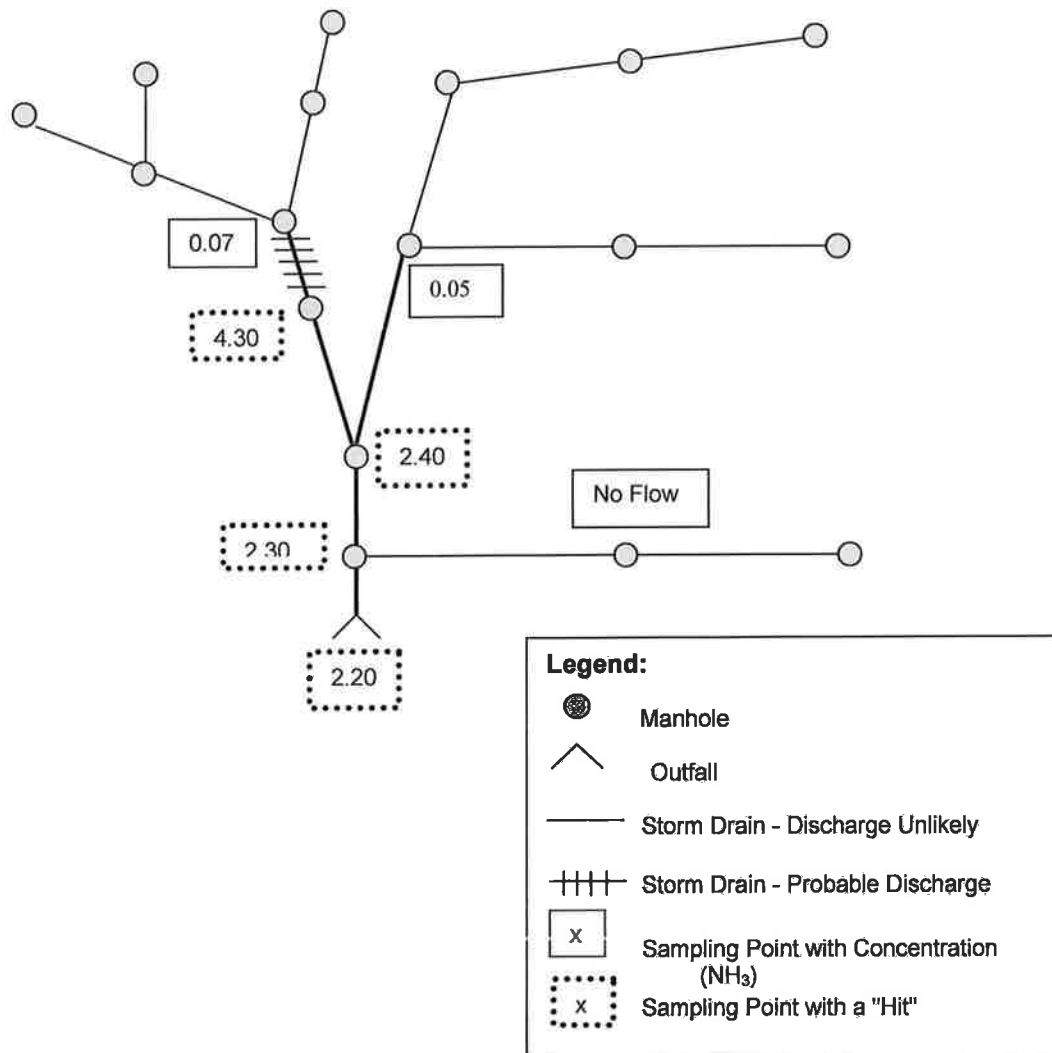 0.07
0.05
4.30
2.40
No Flow
2.30
2.20
Legend:
Manhole
Outfall
Storm Drain - Discharge Unlikely
Storm Drain - Probable Discharge
x
Sampling Point with Concentration
(NH₃)
x
Sampling Point with a "Hit"